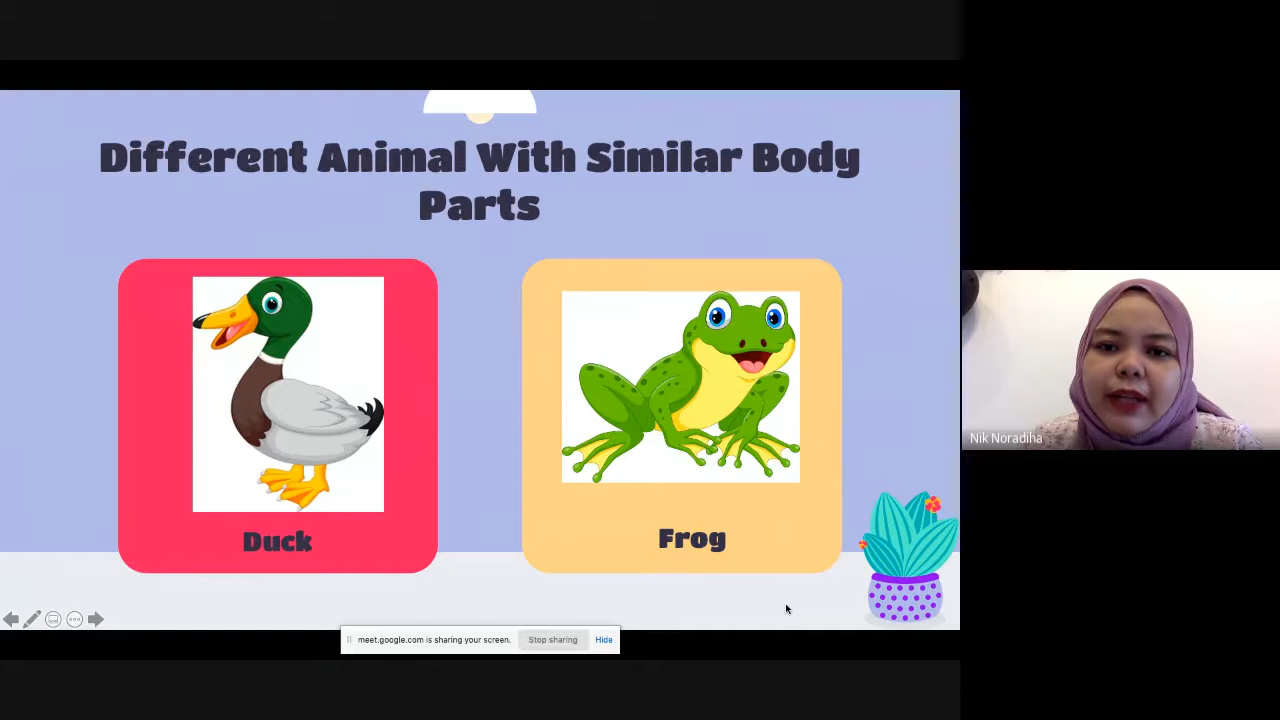 Different Animal With Similar Body
Parts
Duck
Frog
Nik Noradiha
meet.google.com is sharing your screen.
Stop sharing
Hide